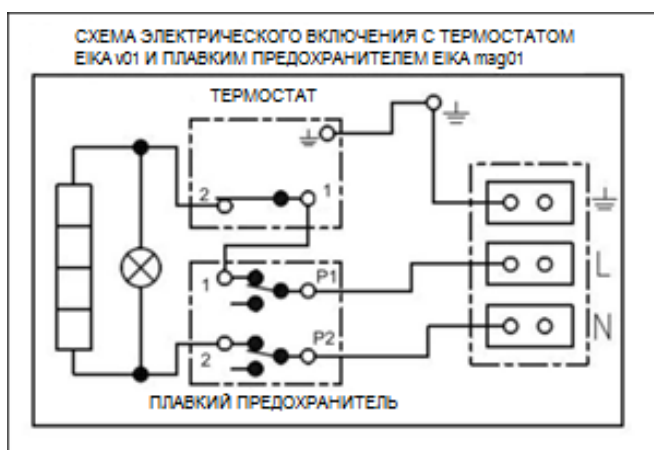 СХЕМА ЭЛЕКТРИЧЕСКОГО ВКЛЮЧЕНИЯ С ТЕРМОСТАТОМ
EIKA v01 И ПЛАВКИМ ПРЕДОХРАНИТЕЛЕМ EIKA mag01
ТЕРМОСТАТ
2
1
1
P1
L
2
P2
N
ПЛАВКИЙ ПРЕДОХРАНИТЕЛЬ